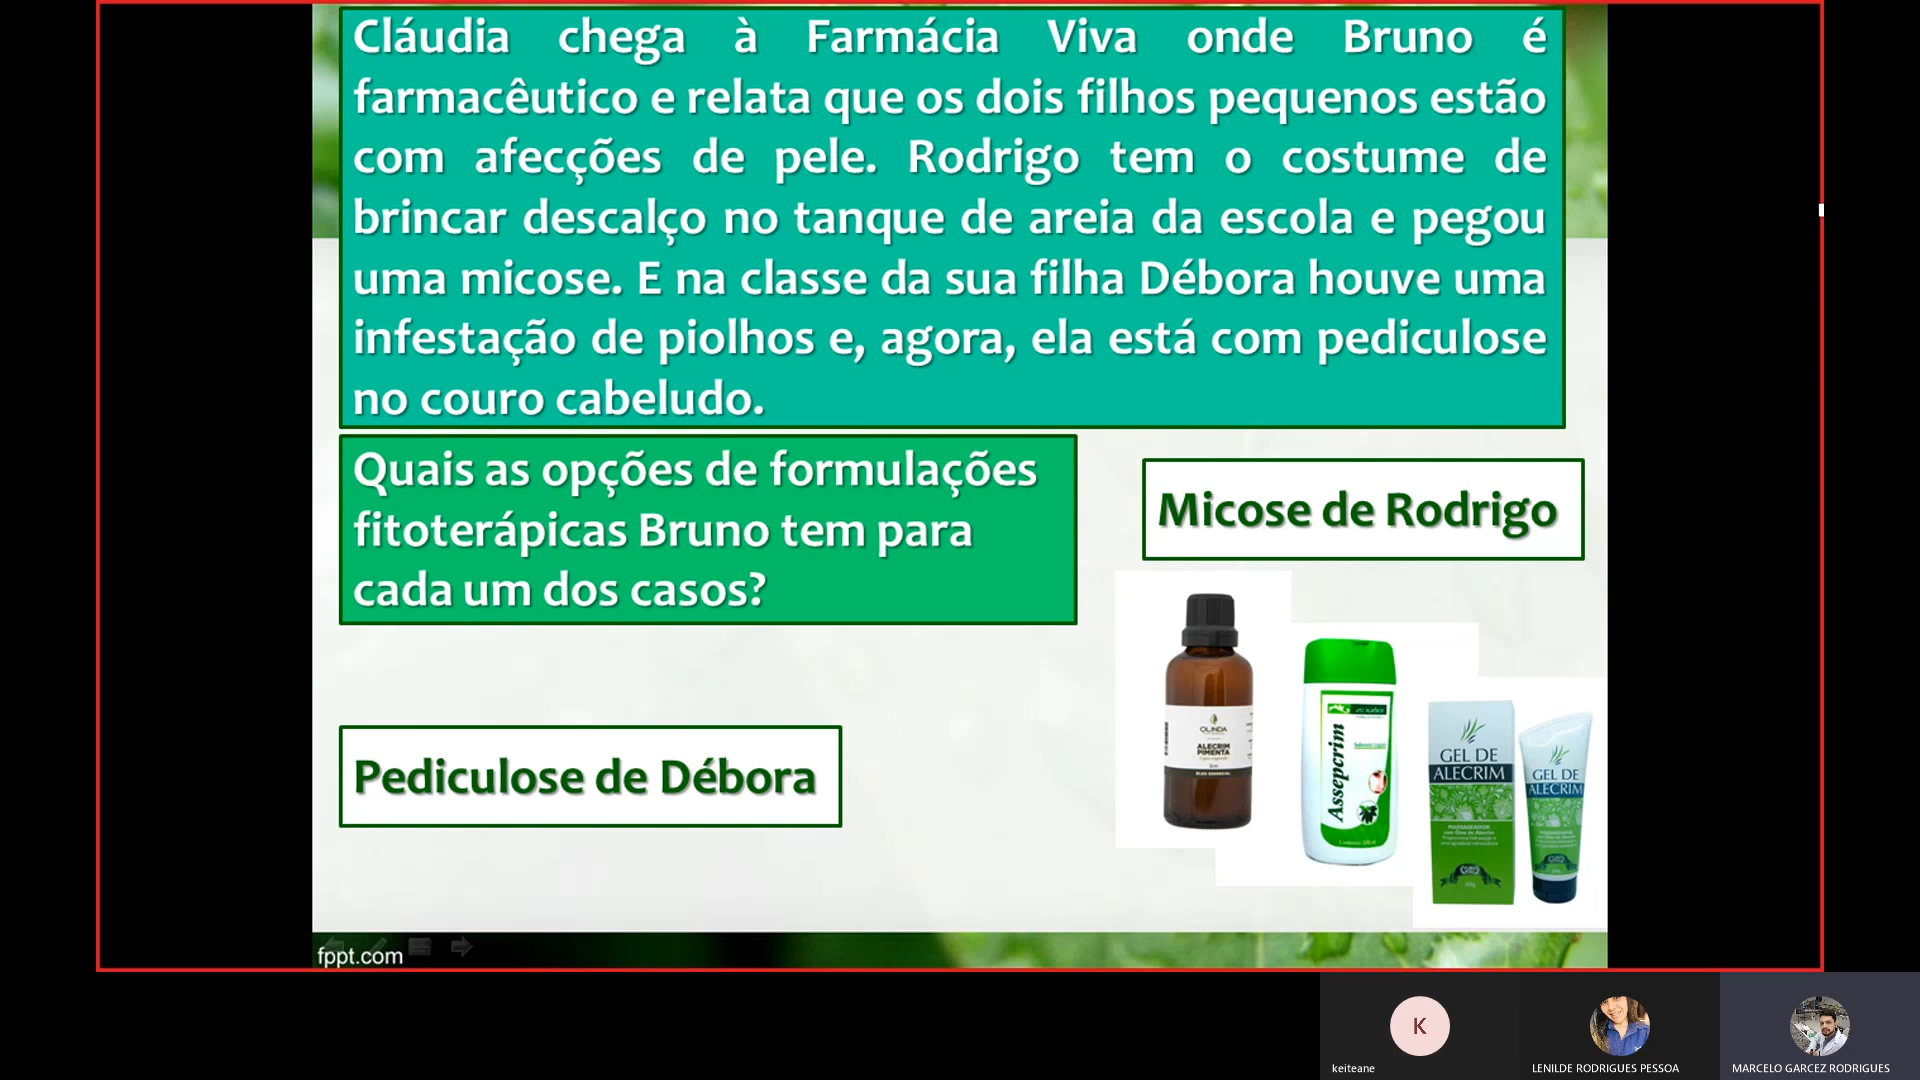 Cláudia chega à Farmácia Viva onde Bruno é
farmacêutico e relata que os dois filhos pequenos estão
com afecções de pele. Rodrigo tem o costume de
brincar descalço no tanque de areia da escola e pegou
uma micose. E na classe da sua filha Débora houve uma
infestação de piolhos e, agora, ela está com pediculose
no couro cabeludo.
Quais as opções de formulações
fitoterápicas Bruno tem para
cada um dos casos?
Micose de Rodrigo
OLINDA
ALECRIM
PIMENTA
ÓLEO ESSENCIAL
Assepcrim
GEL DE
ALECRIM
MASSAGEADOR
GEL DE
ALECRIM
Pediculose de Débora
fppt.com
K
keiteane
LENILDE RODRIGUES PESSOA
MARCELO GARCEZ RODRIGUES